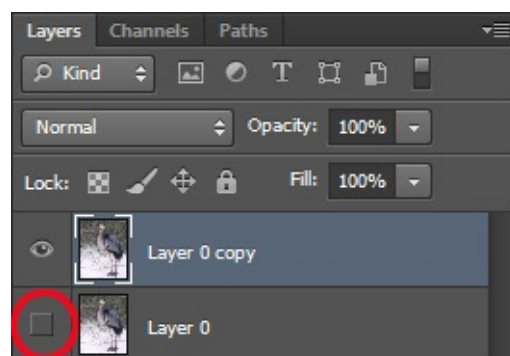 Layers Channels Paths
Kind T
Normal Opacity: 100%
Lock: Fill: 100%
Layer 0 copy
Layer 0